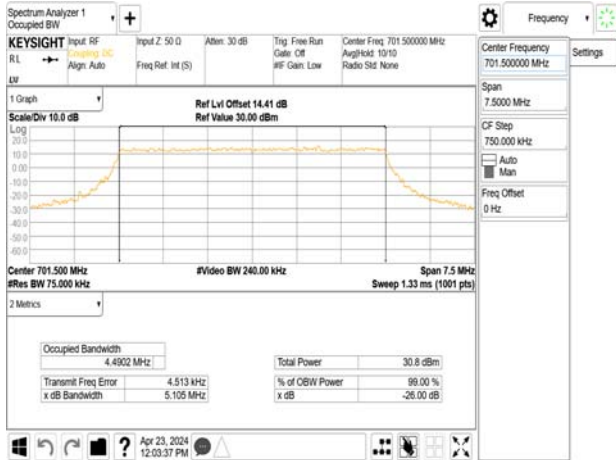 Spectrum Analyzer 1
Occupied BW
+
Frequency
KEYSIGHT Input: RF
RL
Coupling: DC
Align: Auto
Input Z: 50 Ω
Freq Ref: Int (S)
Atten: 30 dB
Trig: Free Run
Gate: Off
#IF Gain: Low
Center Freq: 701.500000 MHz
Avg|Hold: 10/10
Radio Std: None
Center Frequency
701.500000 MHz
Settings
Span
7.5000 MHz
CF Step
750.000 kHz
Auto
Man
Freq Offset
0 Hz
1 Graph
Scale/Div 10.0 dB
Ref Lvl Offset 14.41 dB
Ref Value 30.00 dBm
Log
20.0
10.0
0.00
-10.0
-20.0
-30.0
-40.0
-50.0
-60.0
Center 701.500 MHz
#Res BW 75.000 kHz
#Video BW 240.00 kHz
Span 7.5 MHz
Sweep 1.33 ms (1001 pts)
2 Metrics
Occupied Bandwidth
4.4902 MHz
Total Power 30.8 dBm
Transmit Freq Error 4.513 kHz
% of OBW Power 99.00 %
x dB Bandwidth 5.105 MHz
x dB -26.00 dB
?
Apr 23, 2024
12:03:37 PM